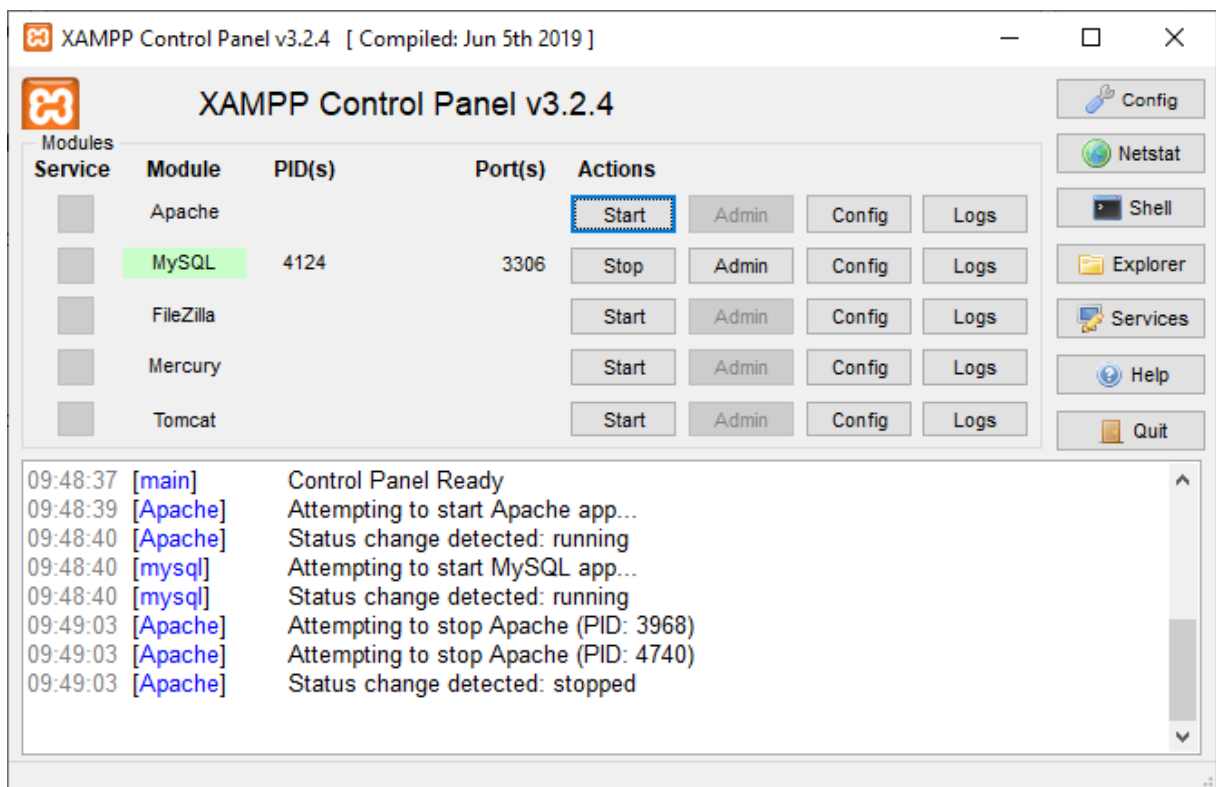 XAMPP Control Panel v3.2.4 [ Compiled: Jun 5th 2019 ]
XAMPP Control Panel v3.2.4
Config
Modules
Service Module PID(s) Port(s) Actions
Netstat
Apache Start Admin Config Logs
Shell
MySQL 4124 3306 Stop Admin Config Logs
Explorer
FileZilla Start Admin Config Logs
Services
Mercury Start Admin Config Logs
Help
Tomcat Start Admin Config Logs
Quit
09:48:37 [main] Control Panel Ready
09:48:39 [Apache] Attempting to start Apache app...
09:48:40 [Apache] Status change detected: running
09:48:40 [mysql] Attempting to start MySQL app...
09:48:40 [mysql] Status change detected: running
09:49:03 [Apache] Attempting to stop Apache (PID: 3968)
09:49:03 [Apache] Attempting to stop Apache (PID: 4740)
09:49:03 [Apache] Status change detected: stopped